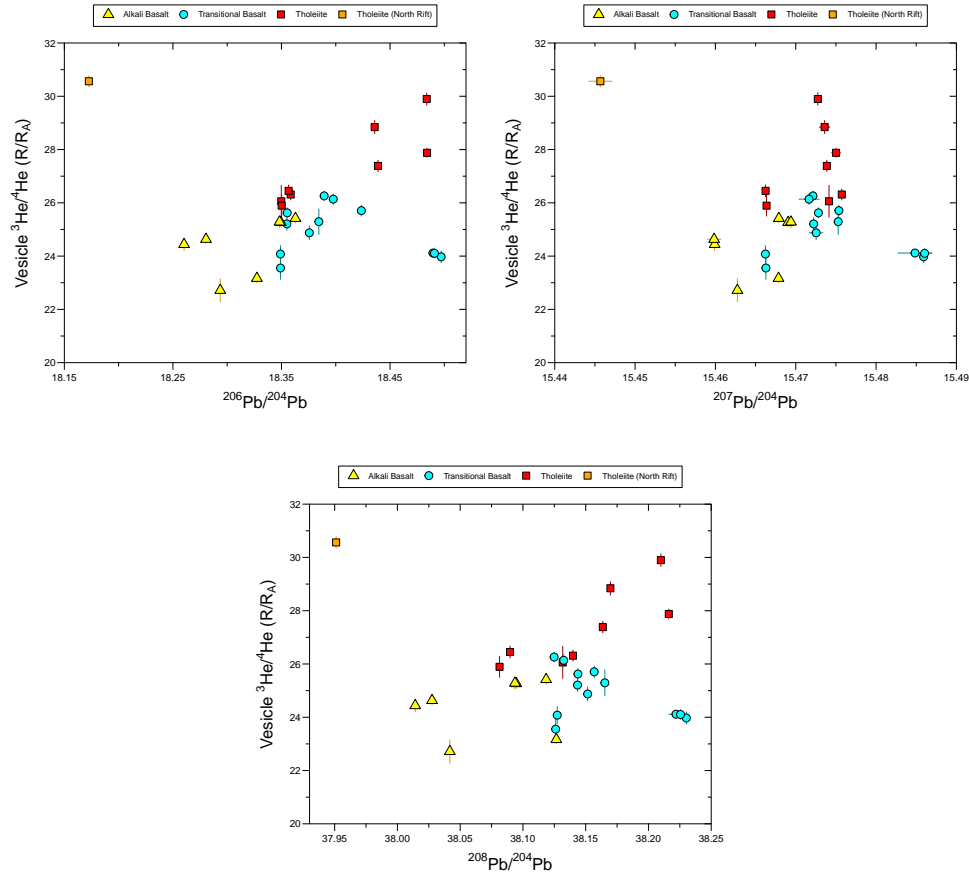 Alkali Basalt Transitional Basalt Tholeiite Tholeiite (North Rift)
32
30
28
26
24
22
20
Vesicle ³He/⁴He (R/R_A)
18.15 18.25 18.35 18.45
²⁰⁶Pb/²⁰⁴Pb
Alkali Basalt Transitional Basalt Tholeiite Tholeiite (North Rift)
32
30
28
26
24
22
20
Vesicle ³He/⁴He (R/R_A)
15.44 15.45 15.46 15.47 15.48 15.49
²⁰⁷Pb/²⁰⁴Pb
Alkali Basalt Transitional Basalt Tholeiite Tholeiite (North Rift)
32
30
28
26
24
22
20
Vesicle ³He/⁴He (R/R_A)
37.95 38.00 38.05 38.10 38.15 38.20 38.25
²⁰⁸Pb/²⁰⁴Pb